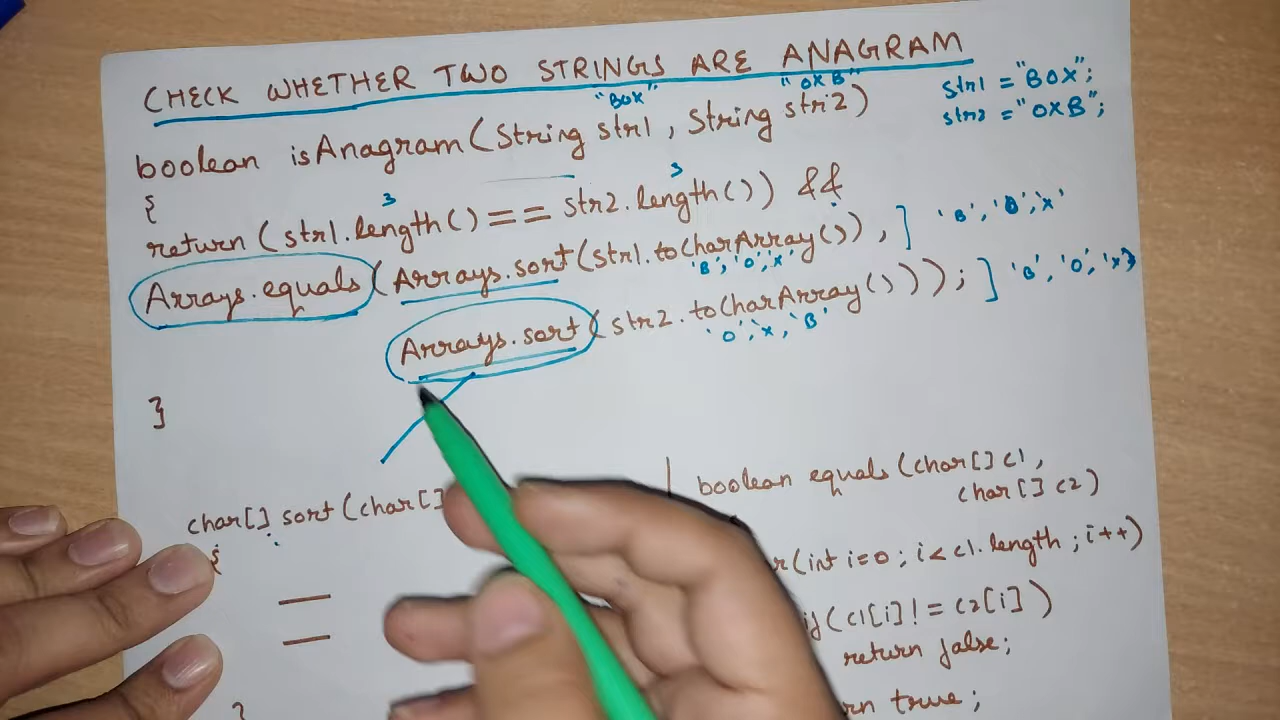 CHECK WHETHER TWO STRINGS ARE ANAGRAM
"BOX" "OXB"
str1 = "BOX";
str2 = "OXB";
boolean isAnagram(String str1, String str2)
{
3 3
return (str1.length() == str2.length()) &&
Arrays.equals (Arrays.sort(str1.toCharArray()), ] 'B', 'O', 'X'
'B', 'O', 'X'
Arrays.sort(str2.toCharArray())); ] 'B', 'O', 'X'
'O', 'X', 'B'
}
char[] sort(char[]
{
}
boolean equals (char[] c1,
char[] c2)
r(int i=0; i< c1.length; i++)
if(c1[i] != c2[i])
return false;
rn true;